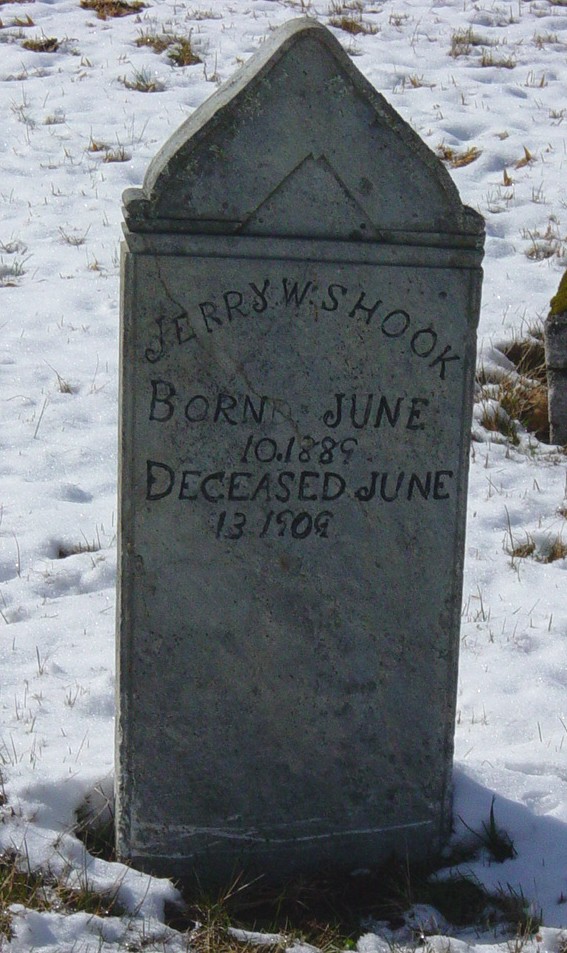 JERRY.W.SHOOK
BORN JUNE
10.1889
DECEASED JUNE
13 1909